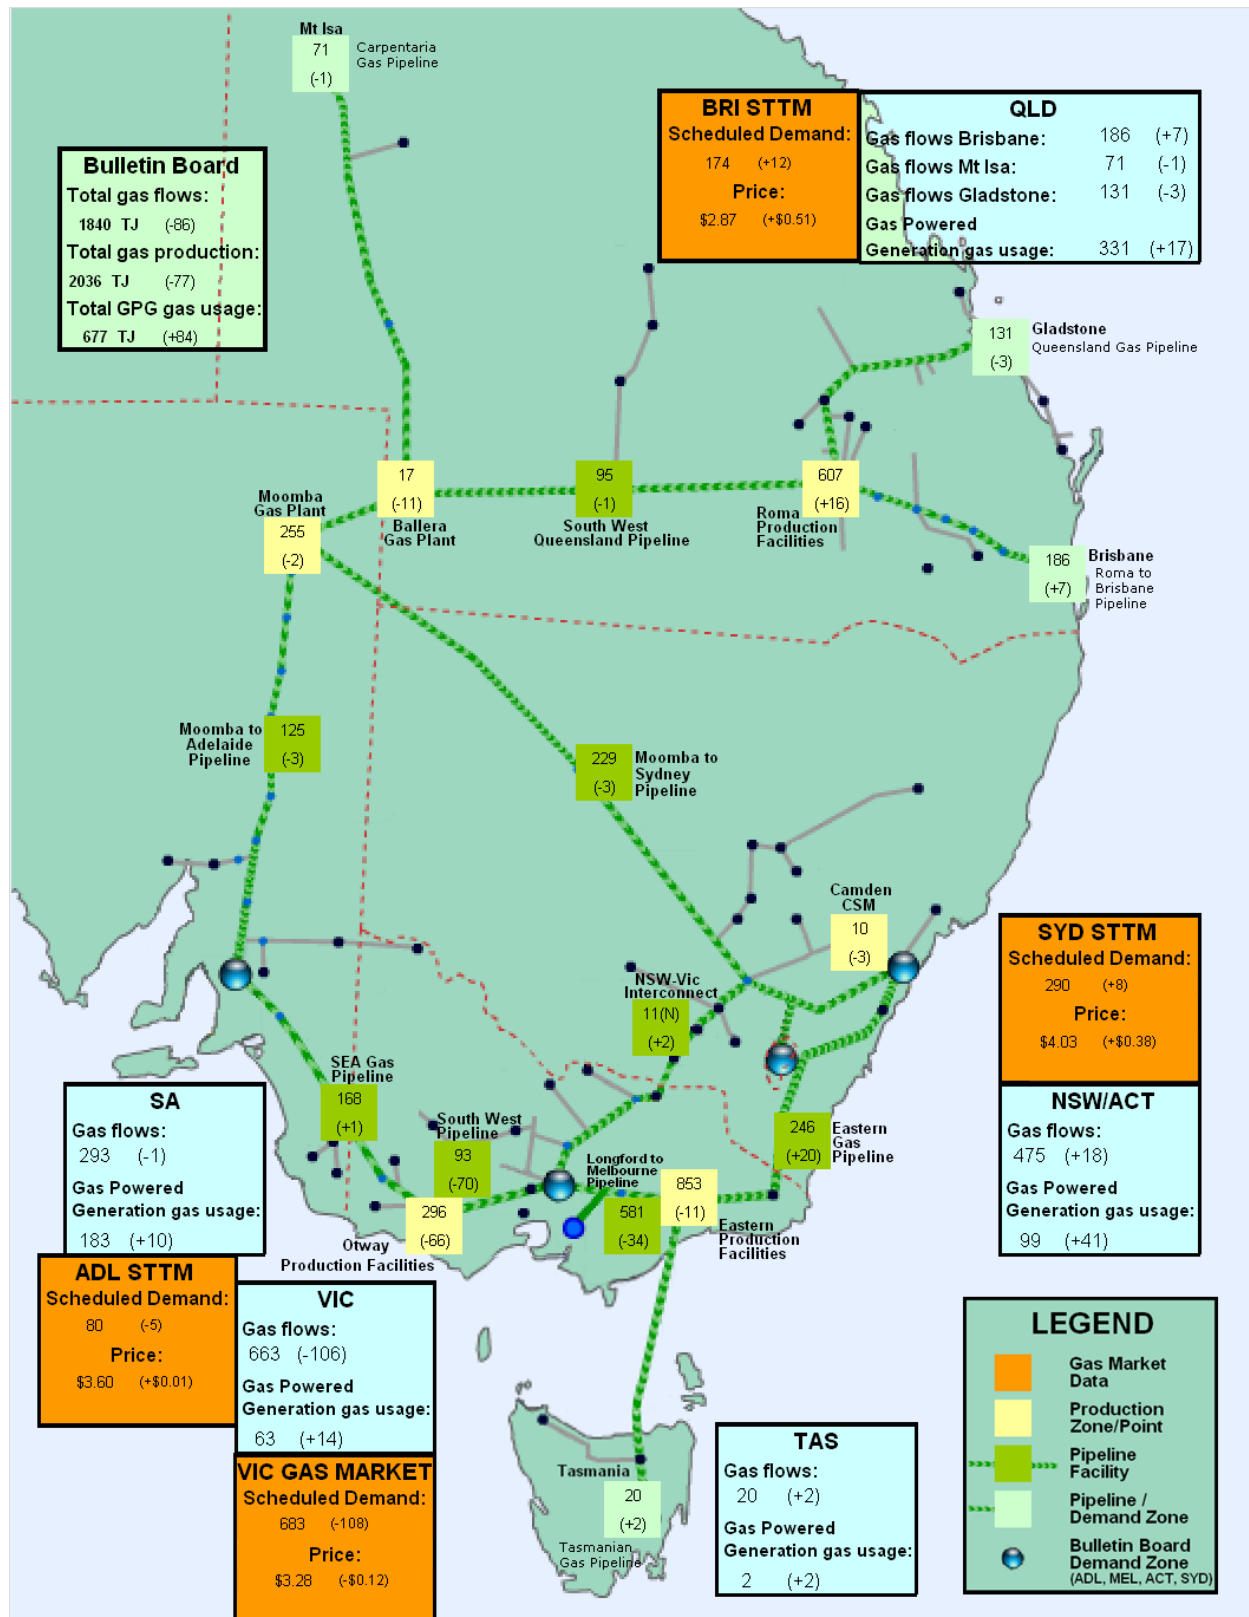 Mt Isa
71
(-1)
Carpentaria
Gas Pipeline
BRI STTM
Scheduled Demand:
174 (+12)
Price:
$2.87 (+$0.51)
QLD
Gas flows Brisbane: 186 (+7)
Gas flows Mt Isa: 71 (-1)
Gas flows Gladstone: 131 (-3)
Gas Powered
Generation gas usage: 331 (+17)
Bulletin Board
Total gas flows:
1840 TJ (-86)
Total gas production:
2036 TJ (-77)
Total GPG gas usage:
677 TJ (+84)
131
(-3)
Gladstone
Queensland Gas Pipeline
17
(-11)
Ballera
Gas Plant
95
(-1)
South West
Queensland Pipeline
607
(+16)
Roma
Production
Facilities
Moomba
Gas Plant
255
(-2)
186
(+7)
Brisbane
Roma to
Brisbane
Pipeline
Moomba to
Adelaide
Pipeline
125
(-3)
229
(-3)
Moomba to
Sydney
Pipeline
Camden
CSM
10
(-3)
SYD STTM
Scheduled Demand:
290 (+8)
Price:
$4.03 (+$0.38)
NSW-Vic
Interconnect
11(N)
(+2)
SEA Gas
Pipeline
168
(+1)
NSW/ACT
Gas flows:
475 (+18)
Gas Powered
Generation gas usage:
99 (+41)
SA
Gas flows:
293 (-1)
Gas Powered
Generation gas usage:
183 (+10)
South West
Pipeline
93
(-70)
Longford to
Melbourne
Pipeline
581
(-34)
246
(+20)
Eastern
Gas
Pipeline
853
(-11)
Eastern
Production
Facilities
296
(-66)
Otway
Production Facilities
ADL STTM
Scheduled Demand:
80 (-5)
Price:
$3.60 (+$0.01)
VIC
Gas flows:
663 (-106)
Gas Powered
Generation gas usage:
63 (+14)
VIC GAS MARKET
Scheduled Demand:
683 (-108)
Price:
$3.28 (-$0.12)
Tasmania
20
(+2)
Tasmanian
Gas Pipeline
TAS
Gas flows:
20 (+2)
Gas Powered
Generation gas usage:
2 (+2)
LEGEND
Gas Market
Data
Production
Zone/Point
Pipeline
Facility
Pipeline /
Demand Zone
Bulletin Board
Demand Zone
(ADL, MEL, ACT, SYD)